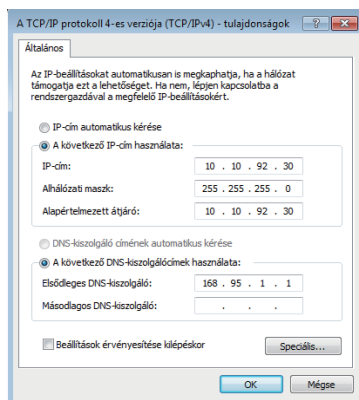 A TCP/IP protokoll 4-es verziója (TCP/IPv4) - tulajdonságok
Általános
Az IP-beállításokat automatikusan is megkaphatja, ha a hálózat
támogatja ezt a lehetőséget. Ha nem, lépjen kapcsolatba a
rendszergazdával a megfelelő IP-beállításokért.
IP-cím automatikus kérése
A következő IP-cím használata:
IP-cím: 10 . 10 . 92 . 30
Alhálózati maszk: 255 . 255 . 255 . 0
Alapértelmezett átjáró: 10 . 10 . 92 . 30
DNS-kiszolgáló címének automatikus kérése
A következő DNS-kiszolgálócímek használata:
Elsődleges DNS-kiszolgáló: 168 . 95 . 1 . 1
Másodlagos DNS-kiszolgáló: . . .
Beállítások érvényesítése kilépéskor
Speciális...
OK Mégse